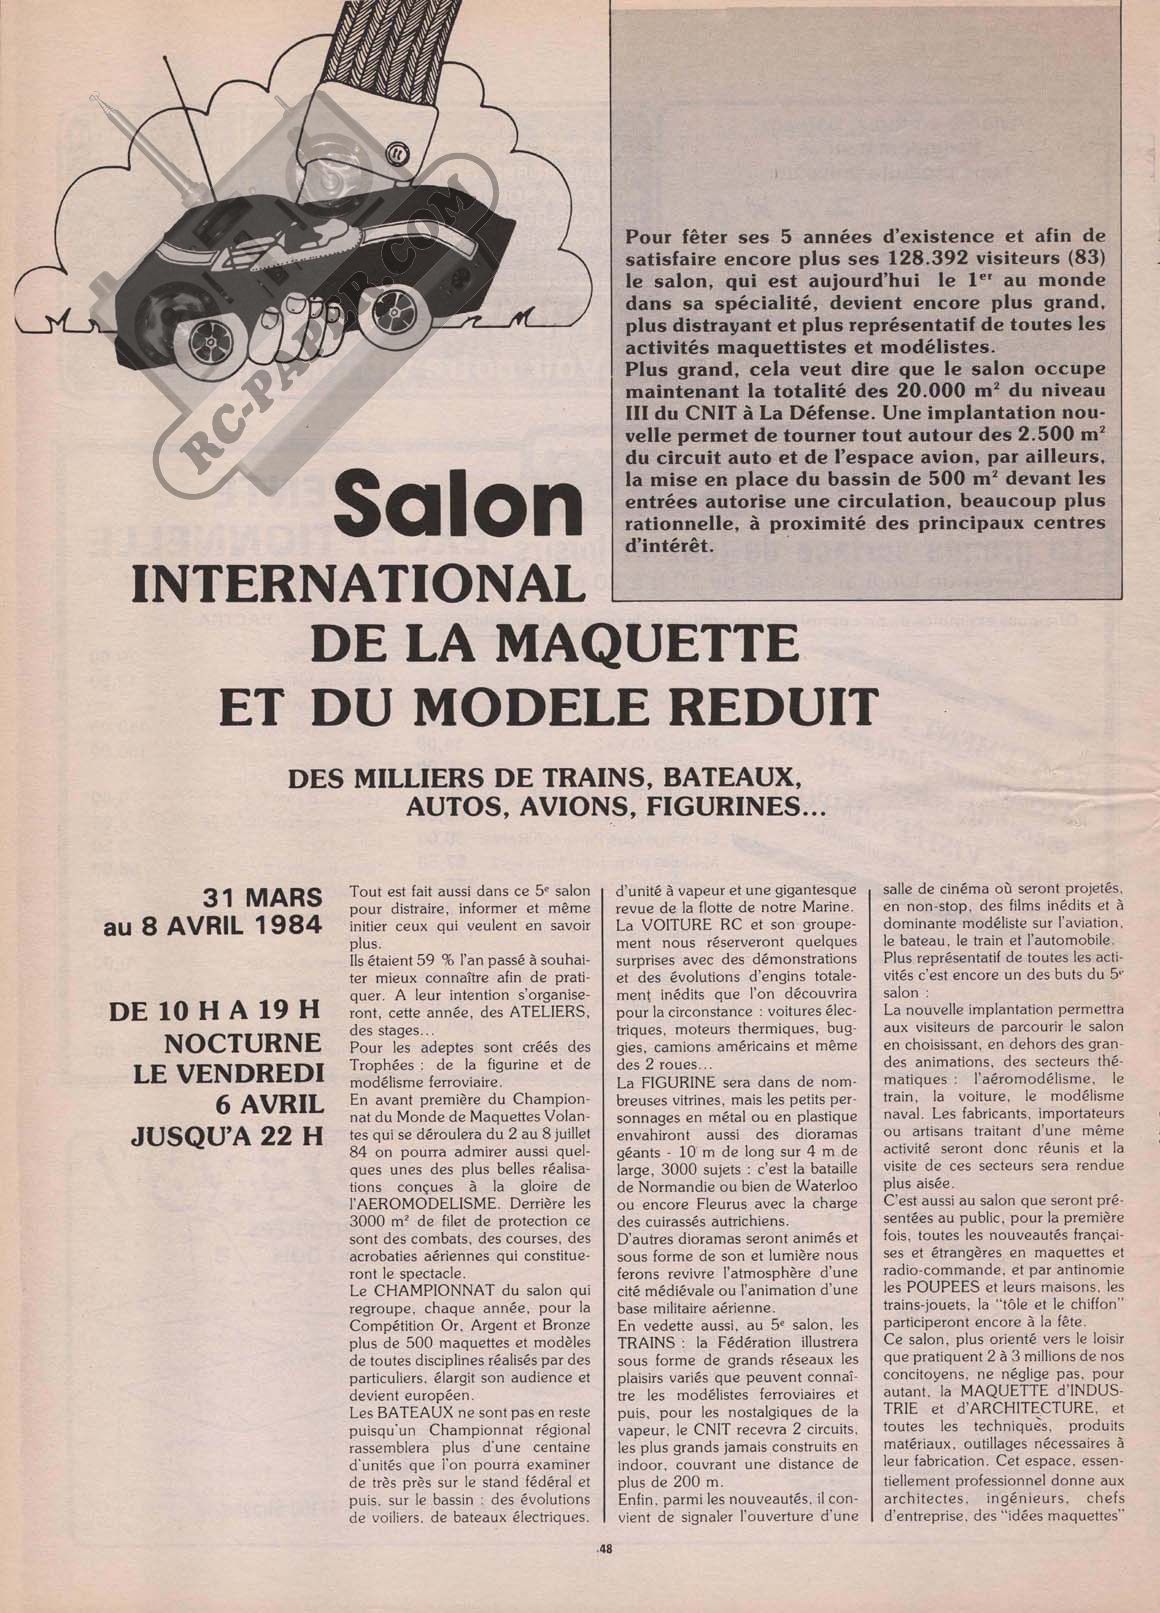 Pour fêter ses 5 années d'existence et afin de
satisfaire encore plus ses 128.392 visiteurs (83)
le salon, qui est aujourd'hui le 1er au monde
dans sa spécialité, devient encore plus grand,
plus distrayant et plus représentatif de toutes les
activités maquettistes et modélistes.
Plus grand, cela veut dire que le salon occupe
maintenant la totalité des 20.000 m² du niveau
III du CNIT à La Défense. Une implantation nou-
velle permet de tourner tout autour des 2.500 m²
du circuit auto et de l'espace avion, par ailleurs,
la mise en place du bassin de 500 m² devant les
entrées autorise une circulation, beaucoup plus
rationnelle, à proximité des principaux centres
d'intérêt.
RC-PAPPR.COM
Salon
INTERNATIONAL
DE LA MAQUETTE
ET DU MODELE REDUIT
DES MILLIERS DE TRAINS, BATEAUX,
AUTOS, AVIONS, FIGURINES...
31 MARS
au 8 AVRIL 1984
DE 10 H A 19 H
NOCTURNE
LE VENDREDI
6 AVRIL
JUSQU'A 22 H
Tout est fait aussi dans ce 5e salon
pour distraire, informer et même
initier ceux qui veulent en savoir
plus.
Ils étaient 59 % l'an passé à souhai-
ter mieux connaître afin de prati-
quer. A leur intention s'organise-
ront, cette année, des ATELIERS,
des stages...
Pour les adeptes sont créés des
Trophées : de la figurine et de
modélisme ferroviaire.
En avant première du Champion-
nat du Monde de Maquettes Volan-
tes qui se déroulera du 2 au 8 juillet
84 on pourra admirer aussi quel-
ques unes des plus belles réalisa-
tions conçues à la gloire de
l'AEROMODELISME. Derrière les
3000 m² de filet de protection ce
sont des combats, des courses, des
acrobaties aériennes qui constitue-
ront le spectacle.
Le CHAMPIONNAT du salon qui
regroupe, chaque année, pour la
Compétition Or, Argent et Bronze
plus de 500 maquettes et modèles
de toutes disciplines réalisés par des
particuliers, élargit son audience et
devient européen.
Les BATEAUX ne sont pas en reste
puisqu'un Championnat régional
rassemblera plus d'une centaine
d'unités que l'on pourra examiner
de très près sur le stand fédéral et
puis, sur le bassin : des évolutions
de voiliers, de bateaux électriques,
d'unité à vapeur et une gigantesque
revue de la flotte de notre Marine.
La VOITURE RC et son groupe-
ment nous réserveront quelques
surprises avec des démonstrations
et des évolutions d'engins totale-
ment inédits que l'on découvrira
pour la circonstance : voitures élec-
triques, moteurs thermiques, bug-
gies, camions américains et même
des 2 roues...
La FIGURINE sera dans de nom-
breuses vitrines, mais les petits per-
sonnages en métal ou en plastique
envahiront aussi des dioramas
géants - 10 m de long sur 4 m de
large, 3000 sujets : c'est la bataille
de Normandie ou bien de Waterloo
ou encore Fleurus avec la charge
des cuirassés autrichiens.
D'autres dioramas seront animés et
sous forme de son et lumière nous
ferons revivre l'atmosphère d'une
cité médiévale ou l'animation d'une
base militaire aérienne.
En vedette aussi, au 5e salon, les
TRAINS : la Fédération illustrera
sous forme de grands réseaux les
plaisirs variés que peuvent connaî-
tre les modélistes ferroviaires et
puis, pour les nostalgiques de la
vapeur, le CNIT recevra 2 circuits,
les plus grands jamais construits en
indoor, couvrant une distance de
plus de 200 m.
Enfin, parmi les nouveautés, il con-
vient de signaler l'ouverture d'une
salle de cinéma où seront projetés,
en non-stop, des films inédits et à
dominante modéliste sur l'aviation,
le bateau, le train et l'automobile.
Plus représentatif de toutes les acti-
vités c'est encore un des buts du 5e
salon :
La nouvelle implantation permettra
aux visiteurs de parcourir le salon
en choisissant, en dehors des gran-
des animations, des secteurs thé-
matiques : l'aéromodélisme, le
train, la voiture, le modélisme
naval. Les fabricants, importateurs
ou artisans traitant d'une même
activité seront donc réunis et la
visite de ces secteurs sera rendue
plus aisée.
C'est aussi au salon que seront pré-
sentées au public, pour la première
fois, toutes les nouveautés françai-
ses et étrangères en maquettes et
radio-commande, et par antinomie
les POUPEES et leurs maisons, les
trains-jouets, la "tôle et le chiffon"
participeront encore à la fête.
Ce salon, plus orienté vers le loisir
que pratiquent 2 à 3 millions de nos
concitoyens, ne néglige pas, pour
autant, la MAQUETTE d'INDUS-
TRIE et d'ARCHITECTURE, et
toutes les techniques, produits
matériaux, outillages nécessaires à
leur fabrication. Cet espace, essen-
tiellement professionnel donne aux
architectes, ingénieurs, chefs
d'entreprise, des "idées maquettes"
48